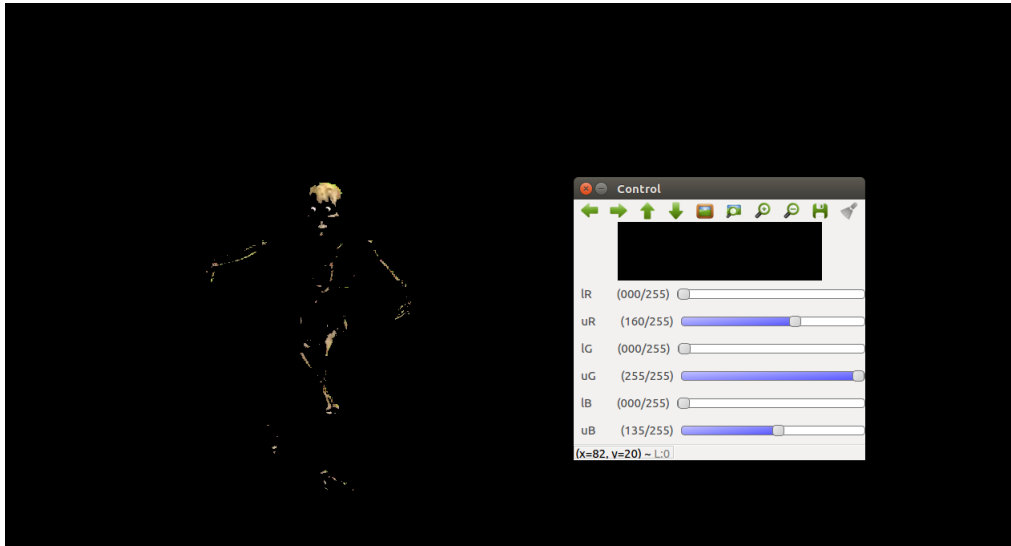 Control
lR (000/255)
uR (160/255)
lG (000/255)
uG (255/255)
lB (000/255)
uB (135/255)
(x=82, y=20) ~ L:0